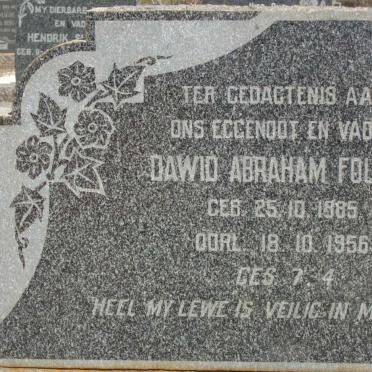 MY DIERBARE
EN VAD
HENDRIK
TER GEDAGTENIS AA
ONS EGGENOOT EN VAD
DAWID ABRAHAM FOU
GEB. 25.10.1885
OORL. 18.10.1956
GES. 7.4
HEEL MY LEWE IS VEILIG IN M